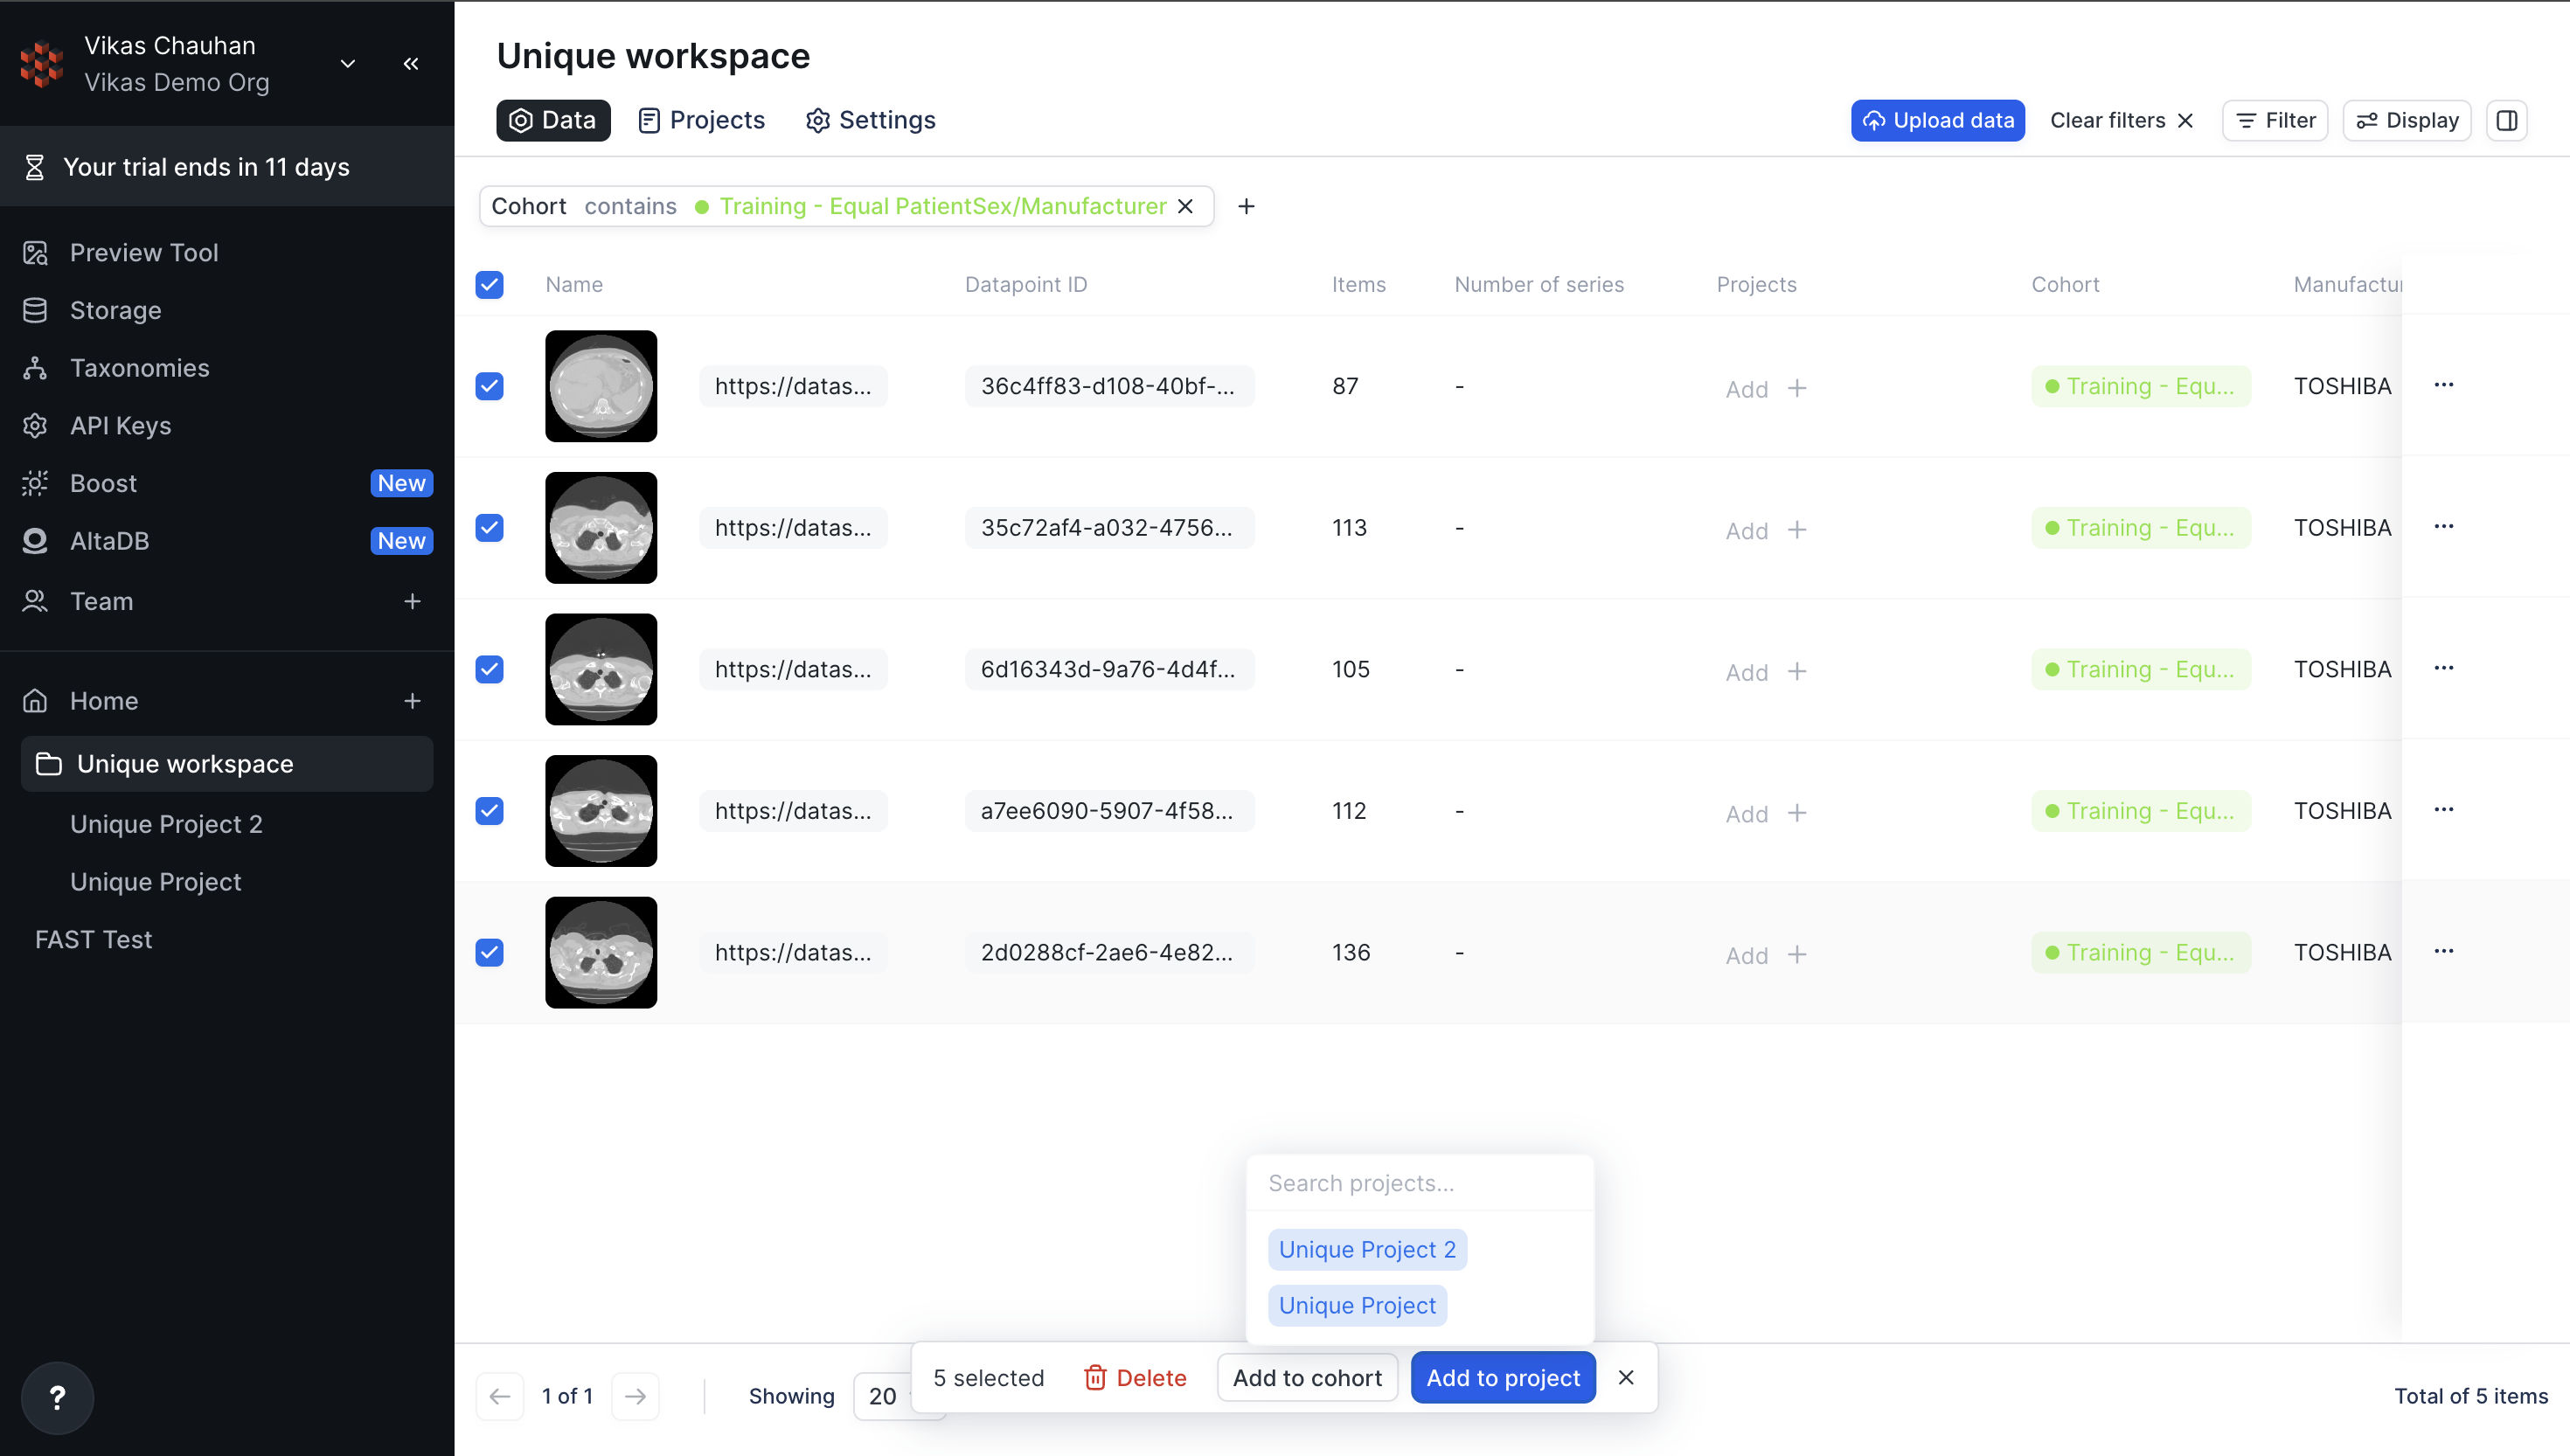 Vikas Chauhan
Vikas Demo Org
Your trial ends in 11 days
Preview Tool
Storage
Taxonomies
API Keys
Boost New
AltaDB New
Team
Home
Unique workspace
Unique Project 2
Unique Project
FAST Test
?
Unique workspace
Data Projects Settings Upload data Clear filters Filter Display
Cohort contains Training - Equal PatientSex/Manufacturer
Name Datapoint ID Items Number of series Projects Cohort Manufactur
https://datas... 36c4ff83-d108-40bf-... 87 - Add Training - Equ... TOSHIBA
https://datas... 35c72af4-a032-4756... 113 - Add Training - Equ... TOSHIBA
https://datas... 6d16343d-9a76-4d4f... 105 - Add Training - Equ... TOSHIBA
https://datas... a7ee6090-5907-4f58... 112 - Add Training - Equ... TOSHIBA
https://datas... 2d0288cf-2ae6-4e82... 136 - Add Training - Equ... TOSHIBA
Search projects...
Unique Project 2
Unique Project
5 selected Delete Add to cohort Add to project
1 of 1 Showing 20 Total of 5 items